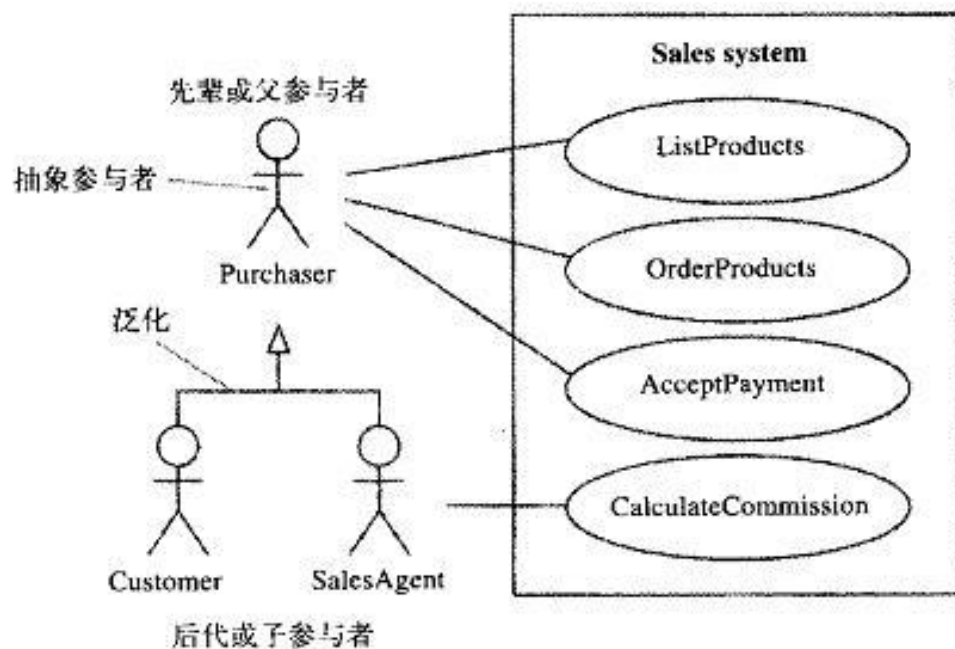 Sales system
先辈或父参与者
ListProducts
抽象参与者
Purchaser
OrderProducts
泛化
AcceptPayment
CalculateCommission
Customer
SalesAgent
后代或子参与者